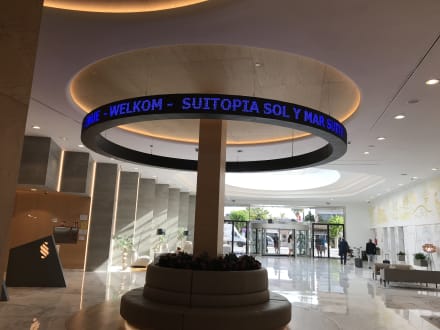 - WELKOM - SUITOPIA SOL Y MAR